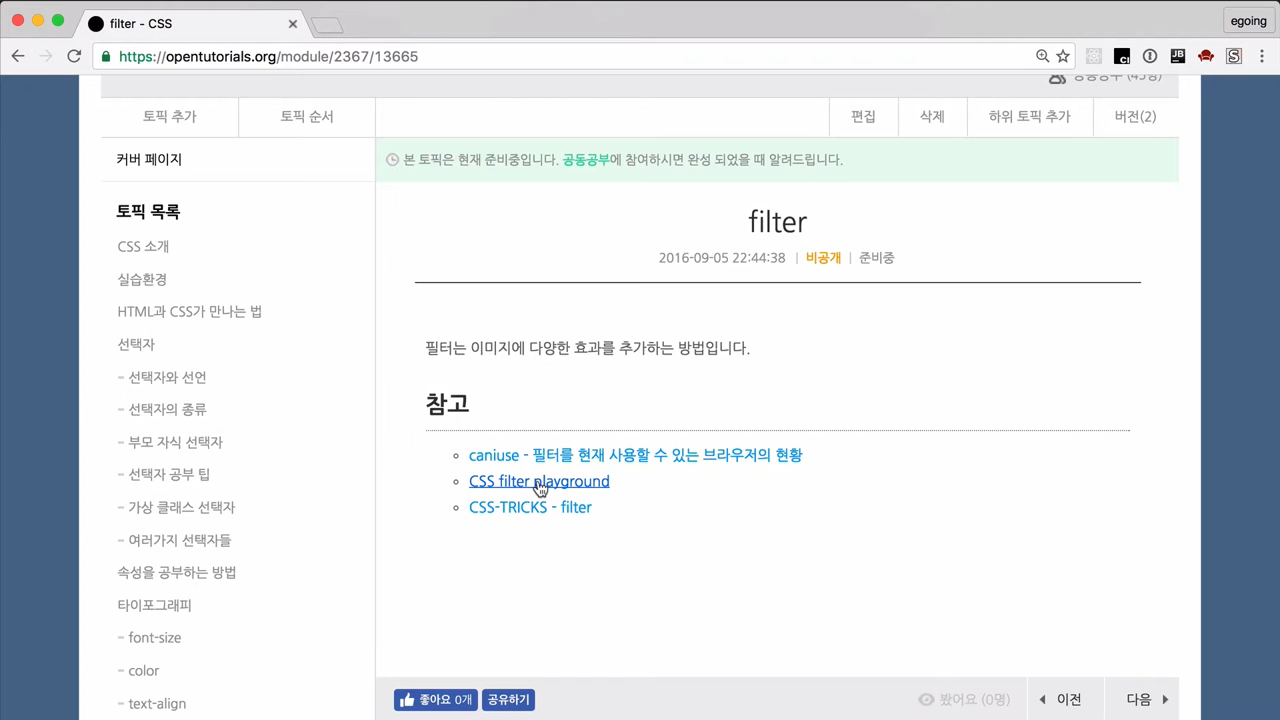 filter - CSS
egoing
https://opentutorials.org/module/2367/13665
토픽 추가
토픽 순서
편집
삭제
하위 토픽 추가
버전(2)
커버 페이지
본 토픽은 현재 준비중입니다. 공동공부에 참여하시면 완성 되었을 때 알려드립니다.
토픽 목록
CSS 소개
실습환경
HTML과 CSS가 만나는 법
선택자
- 선택자와 선언
- 선택자의 종류
- 부모 자식 선택자
- 선택자 공부 팁
- 가상 클래스 선택자
- 여러가지 선택자들
속성을 공부하는 방법
타이포그래피
- font-size
- color
- text-align
filter
2016-09-05 22:44:38 | 비공개 | 준비중
필터는 이미지에 다양한 효과를 추가하는 방법입니다.
참고
caniuse - 필터를 현재 사용할 수 있는 브라우저의 현황
CSS filter playground
CSS-TRICKS - filter
좋아요 0개
공유하기
봤어요 (0명)
이전
다음